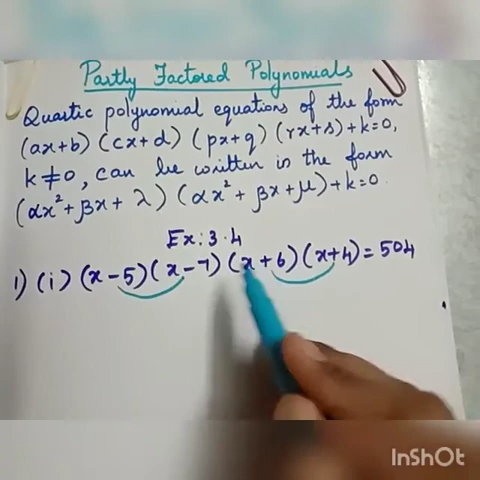 Partly Factored Polynomials
Quartic polynomial equations of the form
(ax+b) (cx+d) (px+q) (rx+s)+k=0,
k≠0, can be written in the form
(αx²+βx+λ) (αx²+βx+μ)+k=0
Ex: 3.4
1) (i) (x-5)(x-7)(x+6)(x+4)=504
InShOt